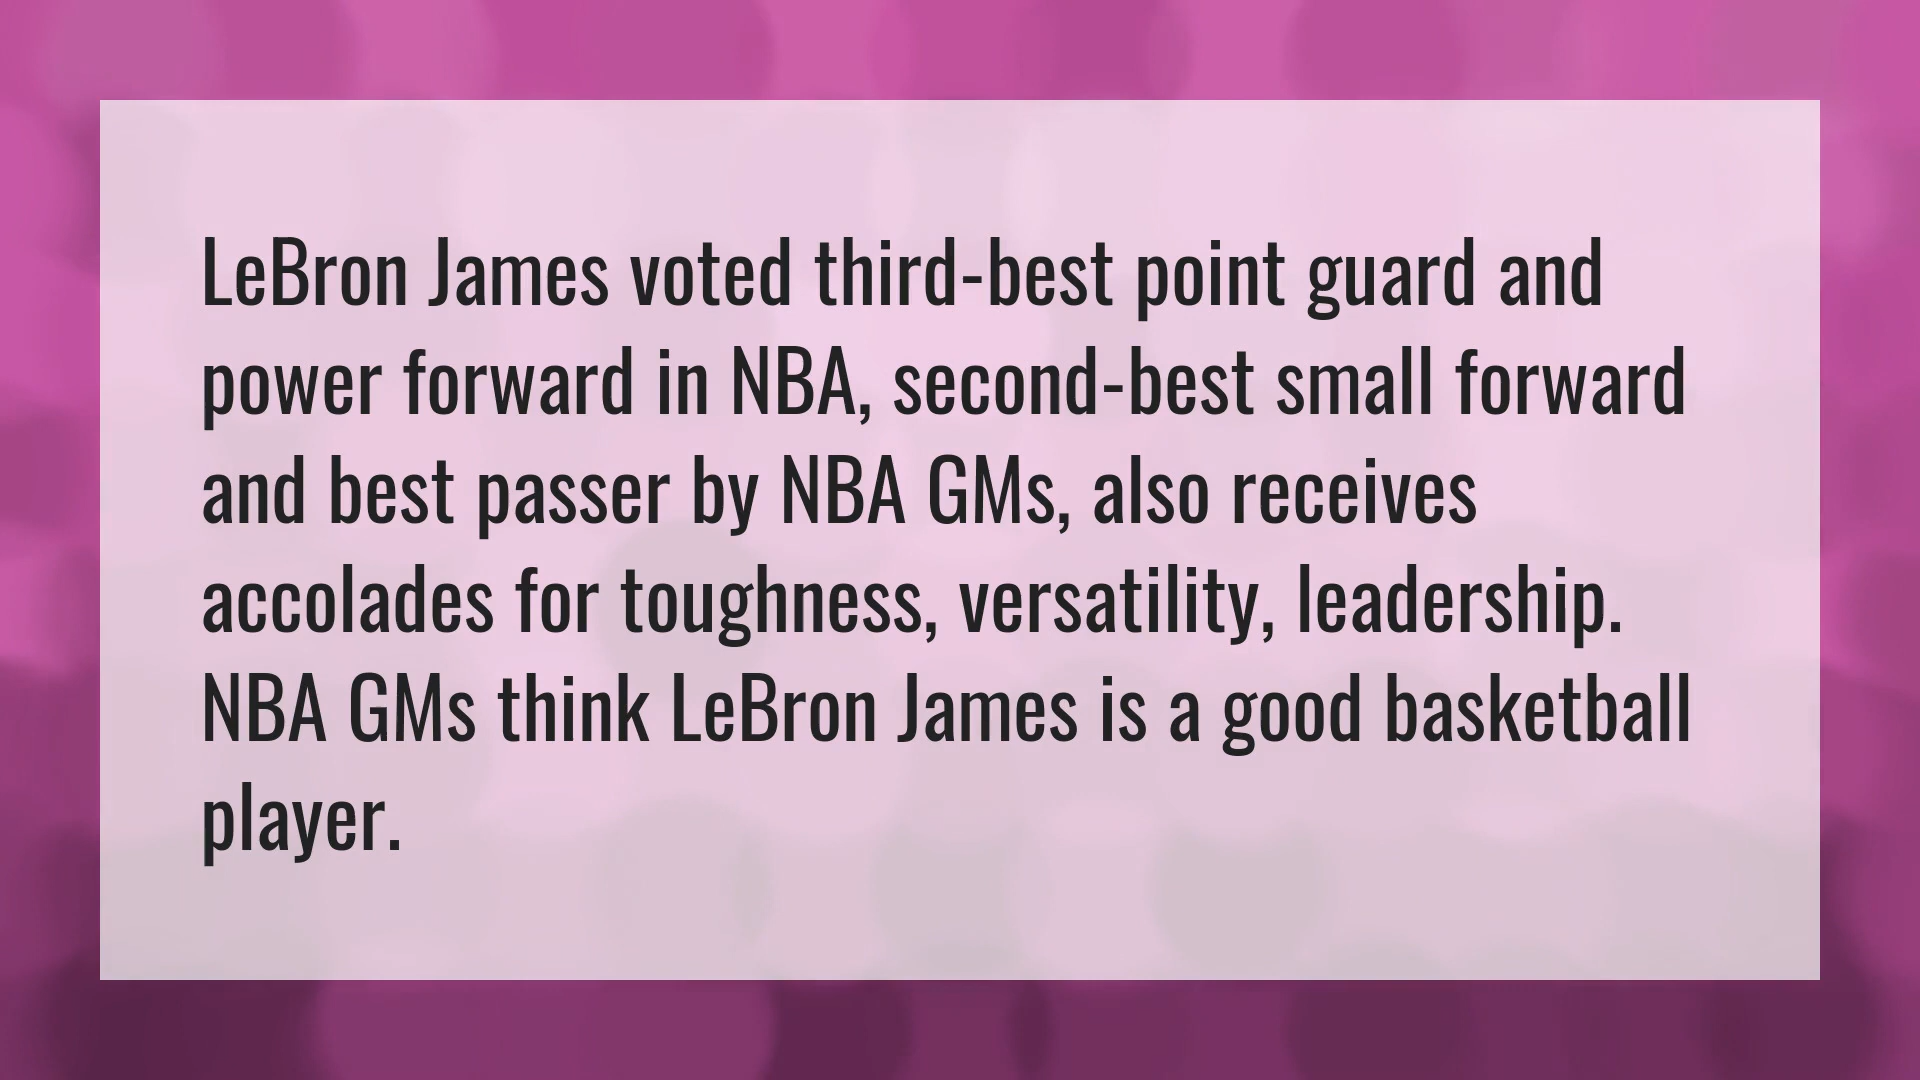 LeBron James voted third-best point guard and
power forward in NBA, second-best small forward
and best passer by NBA GMs, also receives
accolades for toughness, versatility, leadership.
NBA GMs think LeBron James is a good basketball
player.